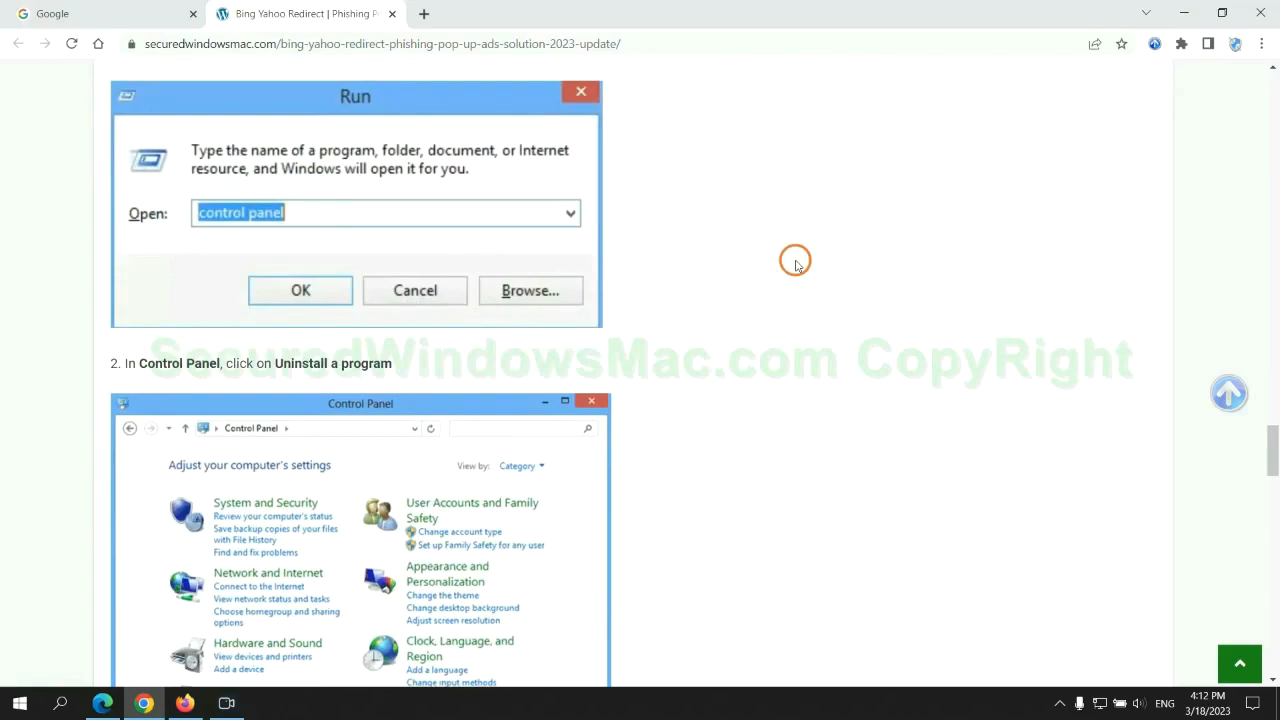 Google
Bing Yahoo Redirect | Phishing P
securedwindowsmac.com/bing-yahoo-redirect-phishing-pop-up-ads-solution-2023-update/
Run
Type the name of a program, folder, document, or Internet
resource, and Windows will open it for you.
Open:
control panel
OK
Cancel
Browse...
SecuredWindowsMac.com CopyRight
2. In Control Panel, click on Uninstall a program
Control Panel
Control Panel
Adjust your computer's settings
View by:
Category
System and Security
Review your computer's status
Save backup copies of your files
with File History
Find and fix problems
User Accounts and Family
Safety
Change account type
Set up Family Safety for any user
Network and Internet
Connect to the Internet
View network status and tasks
Choose homegroup and sharing
options
Appearance and
Personalization
Change the theme
Change desktop background
Adjust screen resolution
Hardware and Sound
View devices and printers
Add a device
Clock, Language, and
Region
Add a language
Change input methods
ENG
4:12 PM
3/18/2023